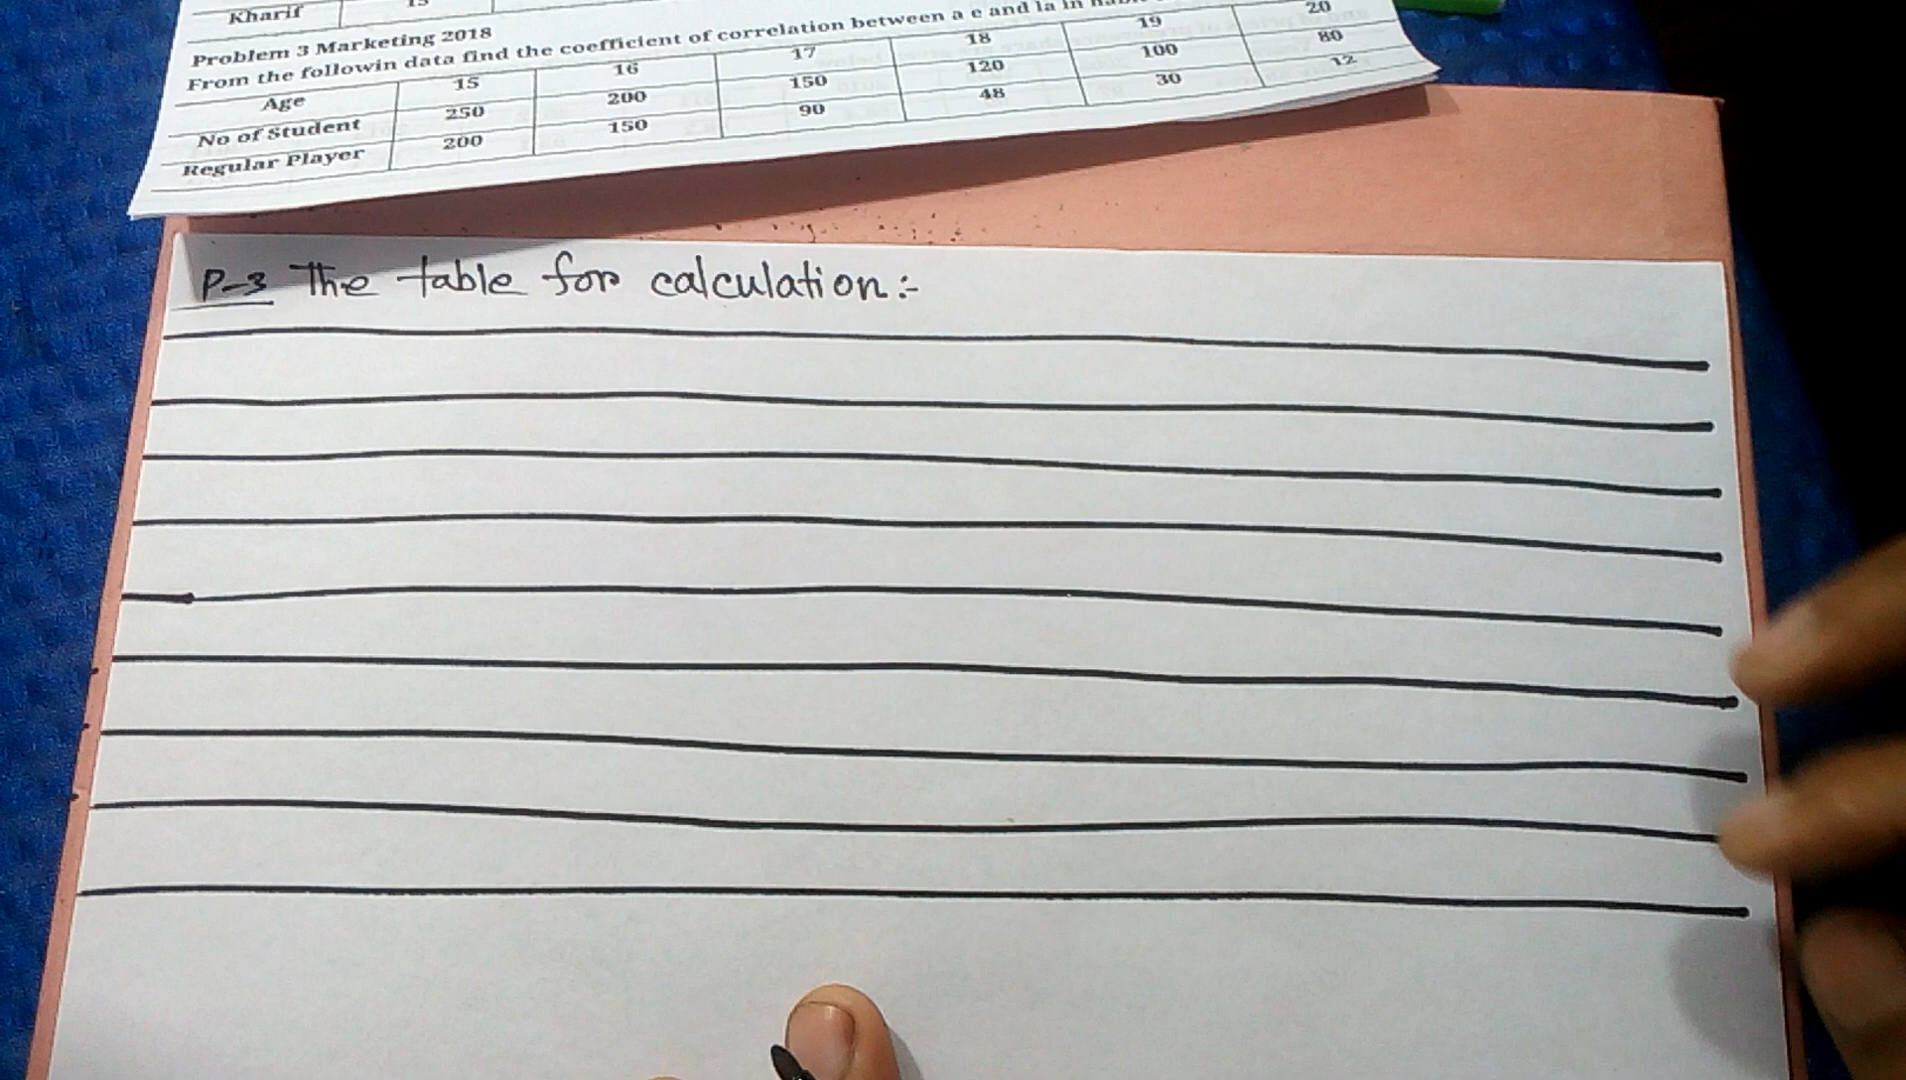 Kharif 15
Problem 3 Marketing 2018
From the followin data find the coefficient of correlation between a e and la in
Age 15 16 17 18 19 20
No of Student 250 200 150 120 100 80
Regular Player 200 150 90 48 30 12
P-3 The table for calculation:-